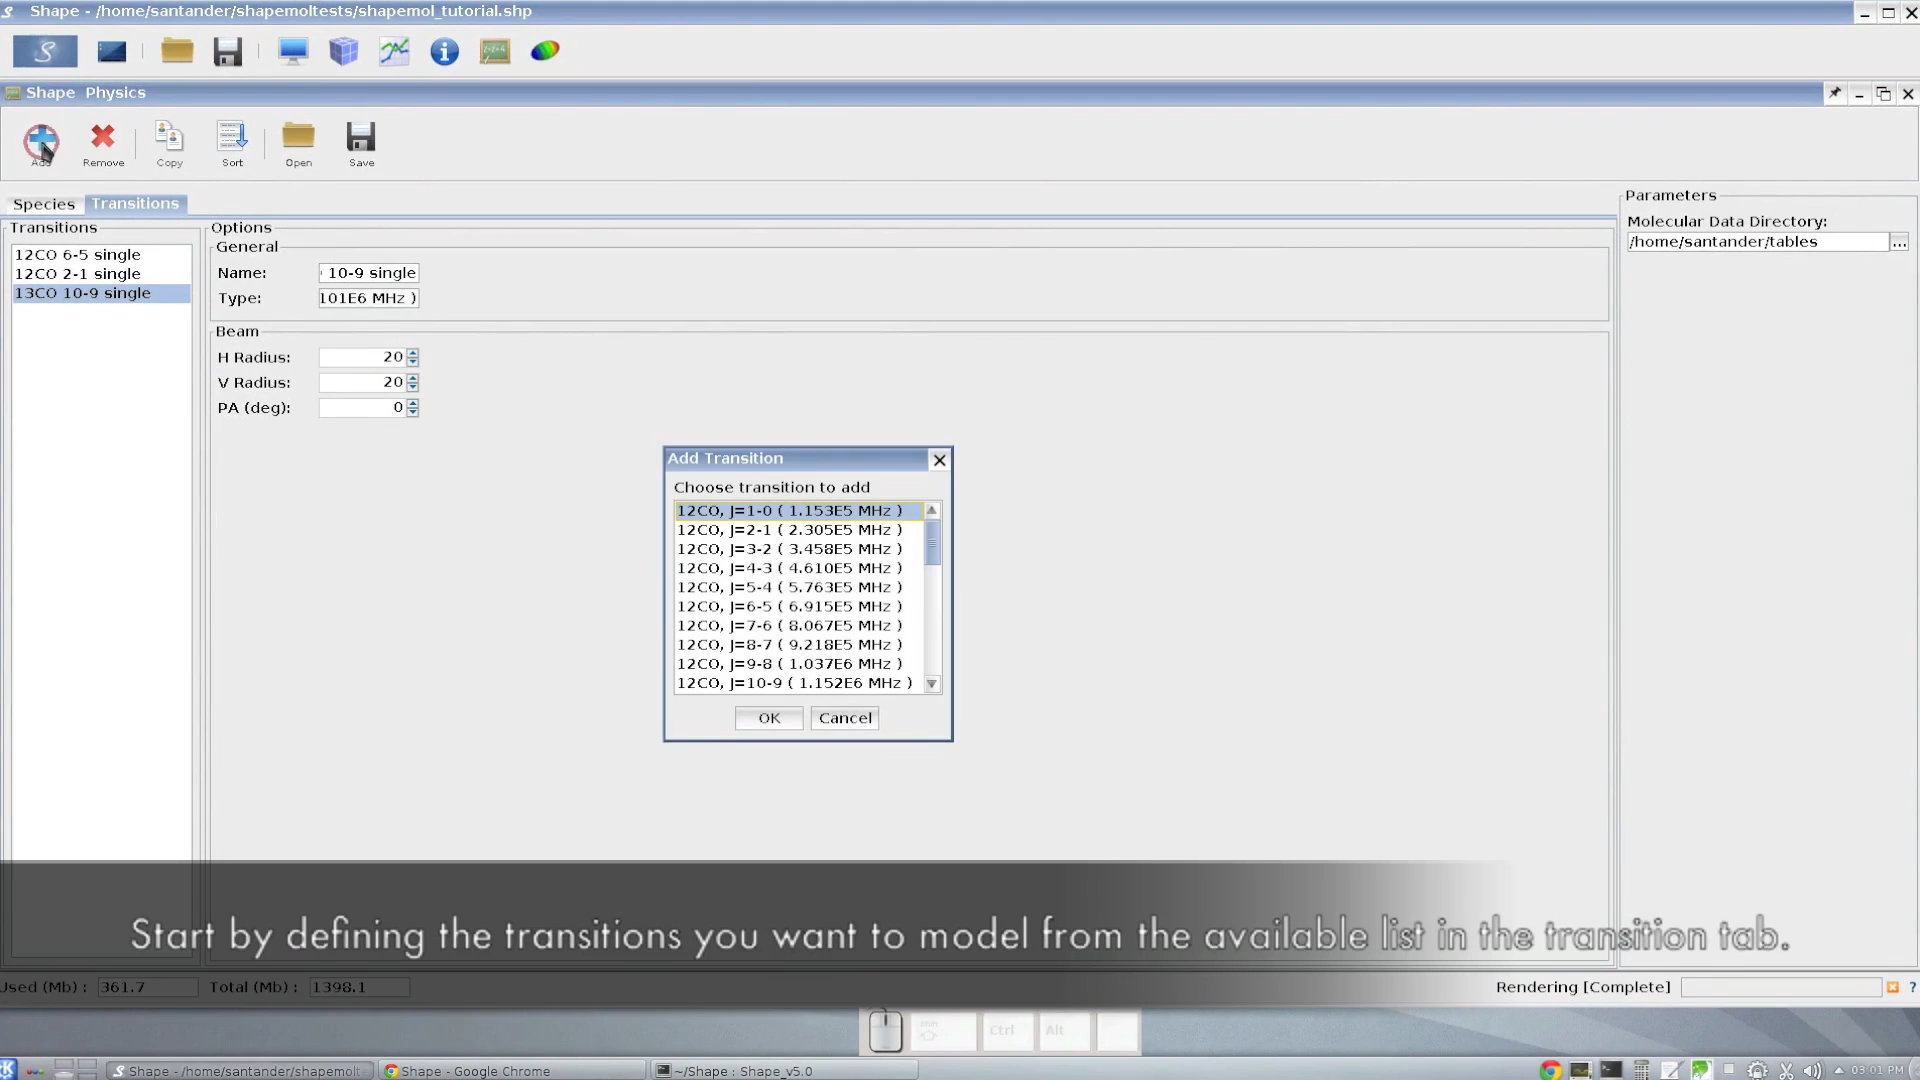 Shape - /home/santander/shapemoltests/shapemol_tutorial.shp
Shape Physics
Add
Remove
Copy
Sort
Open
Save
Species
Transitions
Transitions
12CO 6-5 single
12CO 2-1 single
13CO 10-9 single
Options
General
Name:
10-9 single
Type:
101E6 MHz )
Beam
H Radius:
20
V Radius:
20
PA (deg):
0
Parameters
Molecular Data Directory:
/home/santander/tables
...
Add Transition
Choose transition to add
12CO, J=1-0 ( 1.153E5 MHz )
12CO, J=2-1 ( 2.305E5 MHz )
12CO, J=3-2 ( 3.458E5 MHz )
12CO, J=4-3 ( 4.610E5 MHz )
12CO, J=5-4 ( 5.763E5 MHz )
12CO, J=6-5 ( 6.915E5 MHz )
12CO, J=7-6 ( 8.067E5 MHz )
12CO, J=8-7 ( 9.218E5 MHz )
12CO, J=9-8 ( 1.037E6 MHz )
12CO, J=10-9 ( 1.152E6 MHz )
OK
Cancel
Start by defining the transitions you want to model from the available list in the transition tab.
Used (Mb) : 361.7
Total (Mb) : 1398.1
Rendering [Complete]
?
Shift
Ctrl
Alt
Shape - /home/santander/shapemolt
Shape - Google Chrome
~/Shape : Shape_v5.0
03:01 PM